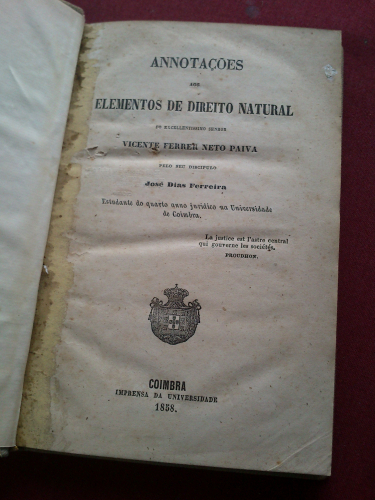 ANNOTAÇÕES
AOS
ELEMENTOS DE DIREITO NATURAL
DO EXCELLENTISSIMO SENHOR
VICENTE FERRER NETO PAIVA
PELO SEU DISCIPULO
José Dias Ferreira
Estudante do quarto anno juridico na Universidade
de Coimbra.
La justice est l'astre central
qui gouverne les sociétés.
PROUDHON.
COIMBRA
IMPRENSA DA UNIVERSIDADE
1858.